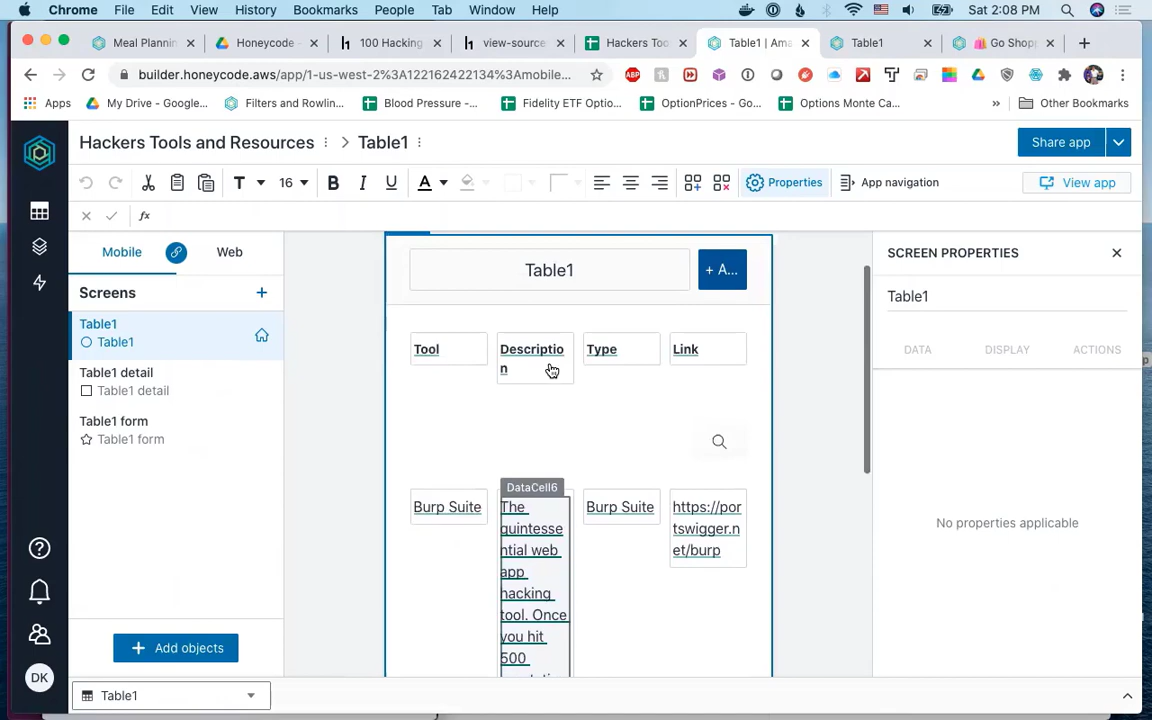 Chrome File Edit View History Bookmarks People Tab Window Help Sat 2:08 PM
Meal Plannin
Honeycode -
100 Hacking
view-source
Hackers Too
Table1 | Ama
Table1
Go Shopp
builder.honeycode.aws/app/1-us-west-2%3A122162422134%3Amobile...
ABP
Apps
My Drive - Google...
Filters and Rowlin...
Blood Pressure -...
Fidelity ETF Optio...
OptionPrices - Go...
Options Monte Ca...
»
Other Bookmarks
Hackers Tools and Resources > Table1
Share app
T 16 B I U A
Properties
App navigation
View app
fx
Mobile
Web
Screens +
Table1
Table1
Table1 detail
Table1 detail
Table1 form
Table1 form
+ Add objects
DK
Table1
Table1
+ A...
Tool
Descriptio
n
Type
Link
DataCell6
Burp Suite
The
quintesse
ntial web
app
hacking
tool. Once
you hit
500
Burp Suite
https://por
tswigger.n
et/burp
SCREEN PROPERTIES
Table1
DATA
DISPLAY
ACTIONS
No properties applicable